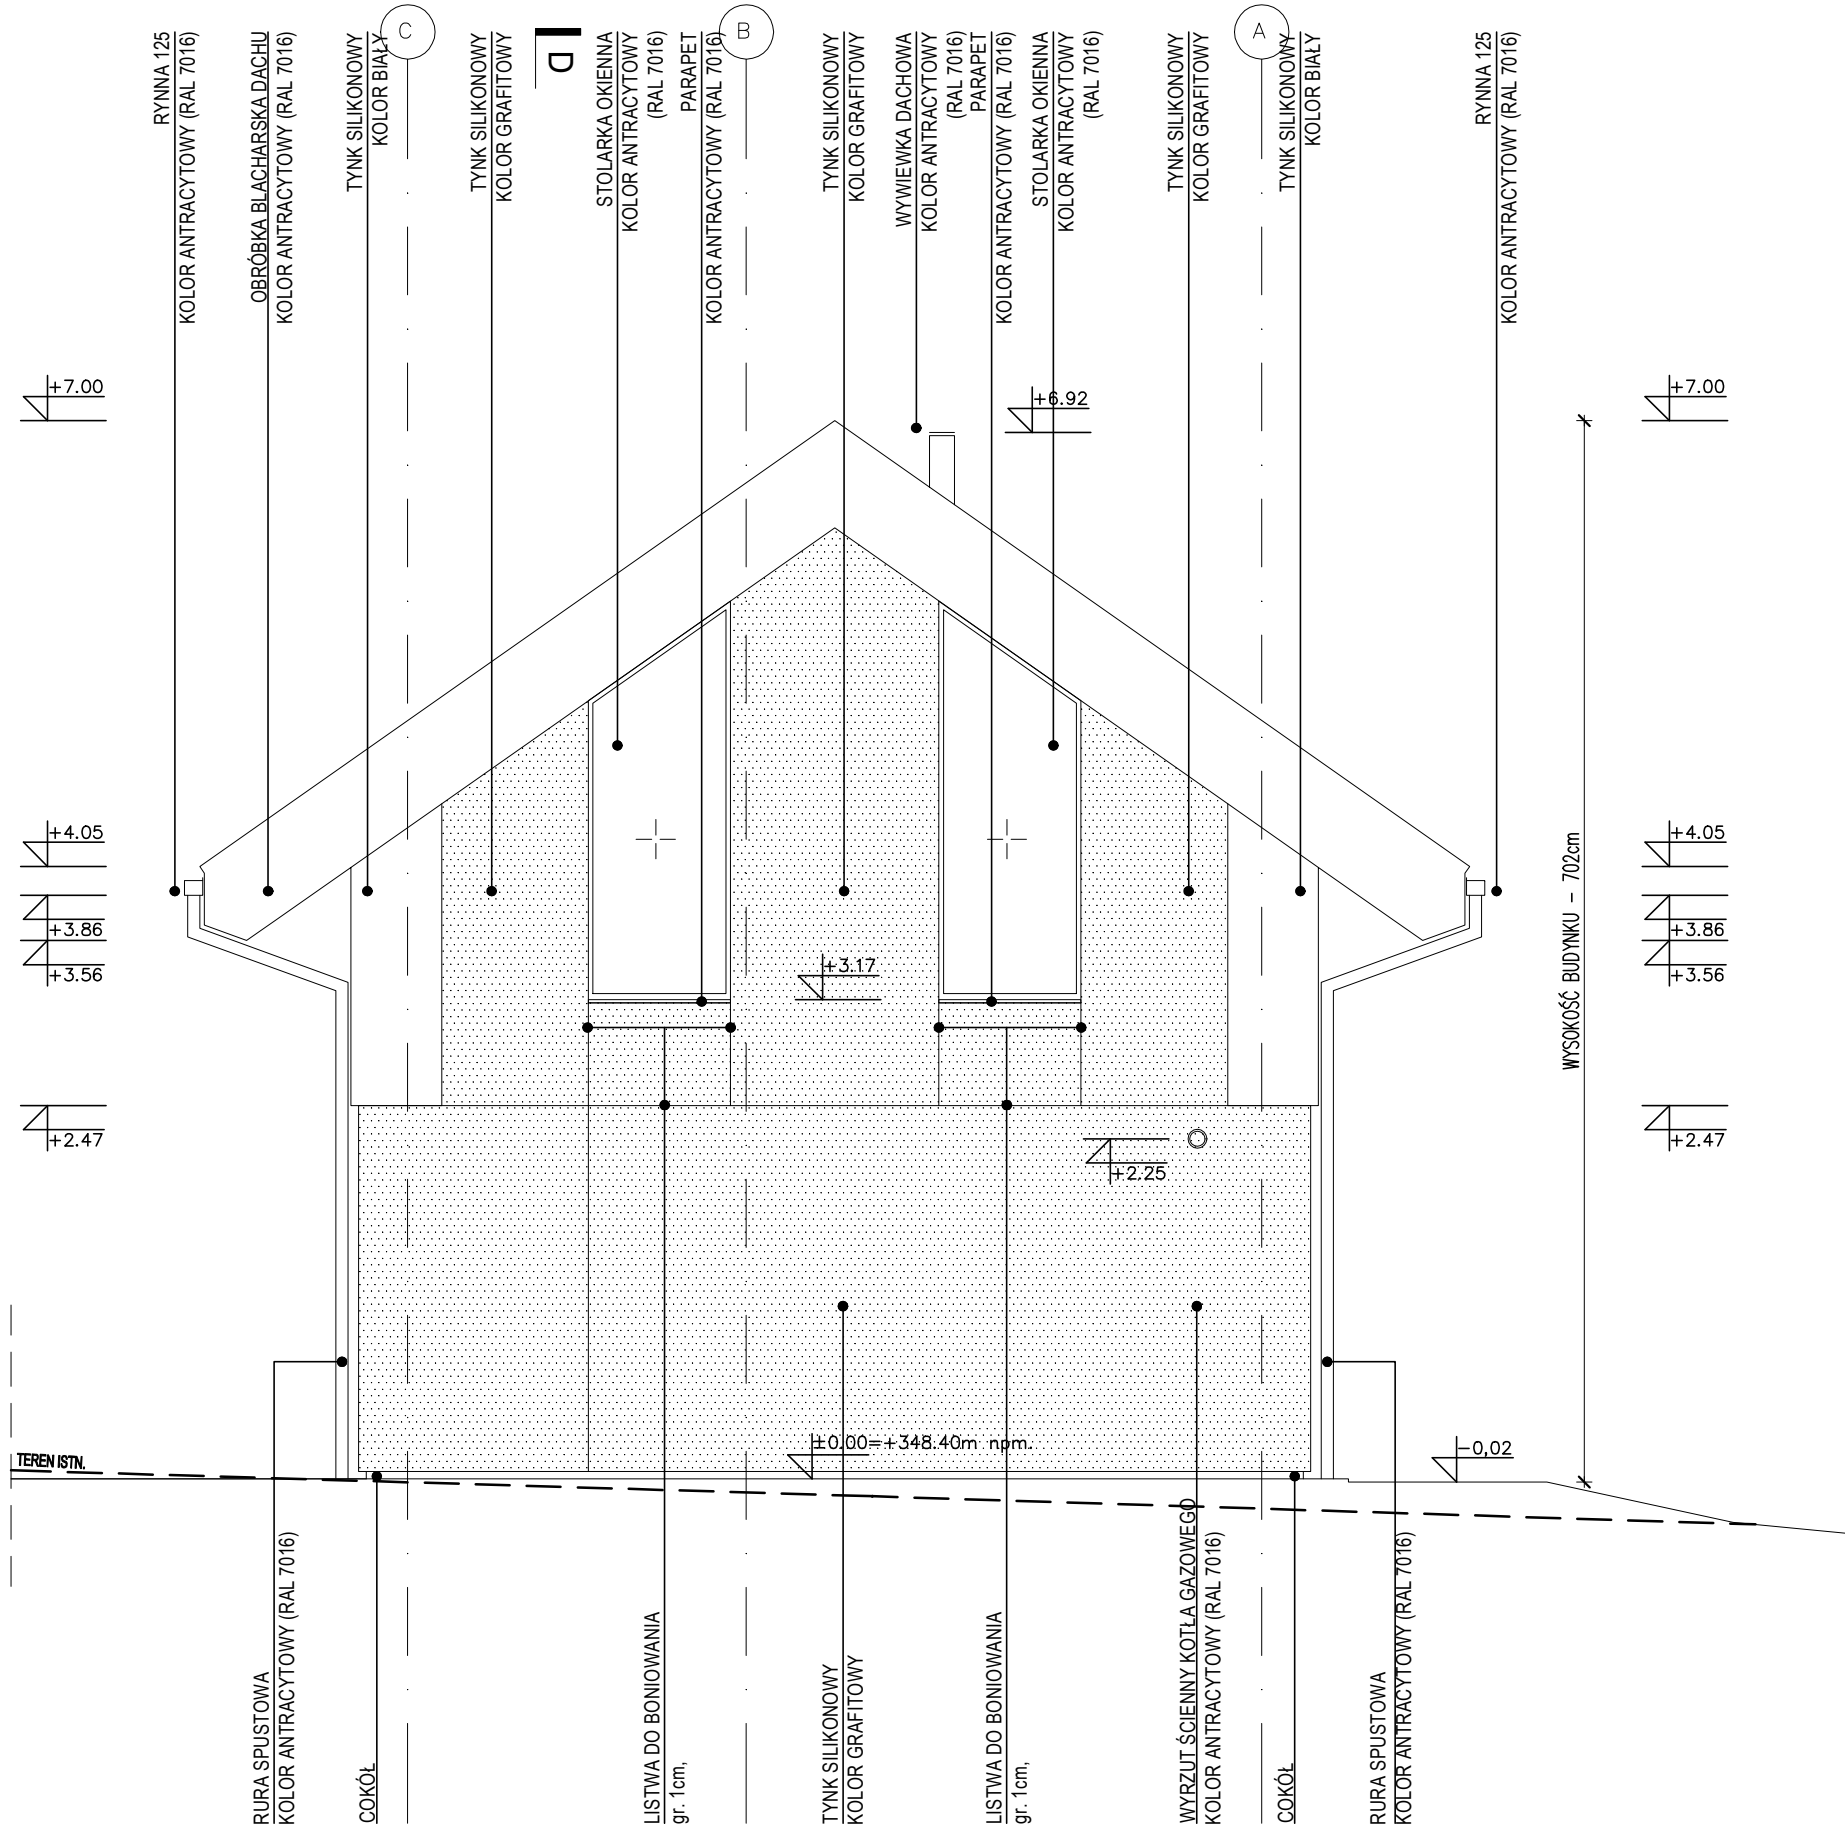 C
B
A
D
RYNNA 125
KOLOR ANTRACYTOWY (RAL 7016)
OBRÓBKA BLACHARSKA DACHU
KOLOR ANTRACYTOWY (RAL 7016)
TYNK SILIKONOWY
KOLOR BIAŁY
TYNK SILIKONOWY
KOLOR GRAFITOWY
STOLARKA OKIENNA
KOLOR ANTRACYTOWY
(RAL 7016)
PARAPET
KOLOR ANTRACYTOWY (RAL 7016)
TYNK SILIKONOWY
KOLOR GRAFITOWY
WYWIEWKA DACHOWA
KOLOR ANTRACYTOWY
(RAL 7016)
PARAPET
KOLOR ANTRACYTOWY (RAL 7016)
STOLARKA OKIENNA
KOLOR ANTRACYTOWY
(RAL 7016)
TYNK SILIKONOWY
KOLOR GRAFITOWY
TYNK SILIKONOWY
KOLOR BIAŁY
RYNNA 125
KOLOR ANTRACYTOWY (RAL 7016)
+7.00
+6.92
+7.00
+4.05
+4.05
+3.86
+3.86
+3.56
+3.56
+3.17
+2.47
+2.47
+2.25
WYSOKOŚĆ BUDYNKU - 702cm
±0.00=+348.40m npm.
-0,02
TEREN ISTN.
RURA SPUSTOWA
KOLOR ANTRACYTOWY (RAL 7016)
COKÓŁ
LISTWA DO BONIOWANIA
gr. 1cm,
TYNK SILIKONOWY
KOLOR GRAFITOWY
LISTWA DO BONIOWANIA
gr. 1cm,
WYRZUT ŚCIENNY KOTŁA GAZOWEGO
KOLOR ANTRACYTOWY (RAL 7016)
COKÓŁ
RURA SPUSTOWA
KOLOR ANTRACYTOWY (RAL 7016)